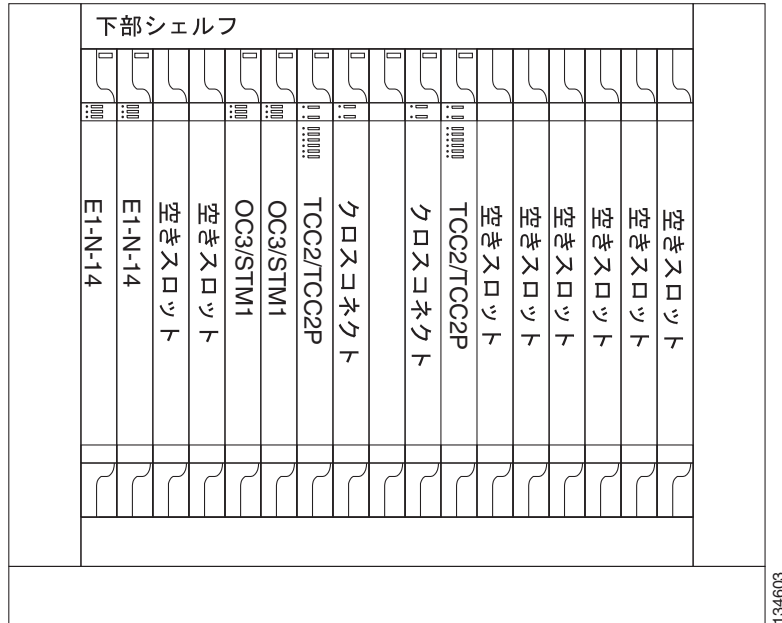 下部シェルフ
E1-N-14
E1-N-14
空きスロット
空きスロット
OC3/STM1
OC3/STM1
TCC2/TCC2P
クロスコネクト
クロスコネクト
TCC2/TCC2P
空きスロット
空きスロット
空きスロット
空きスロット
空きスロット
空きスロット
134603